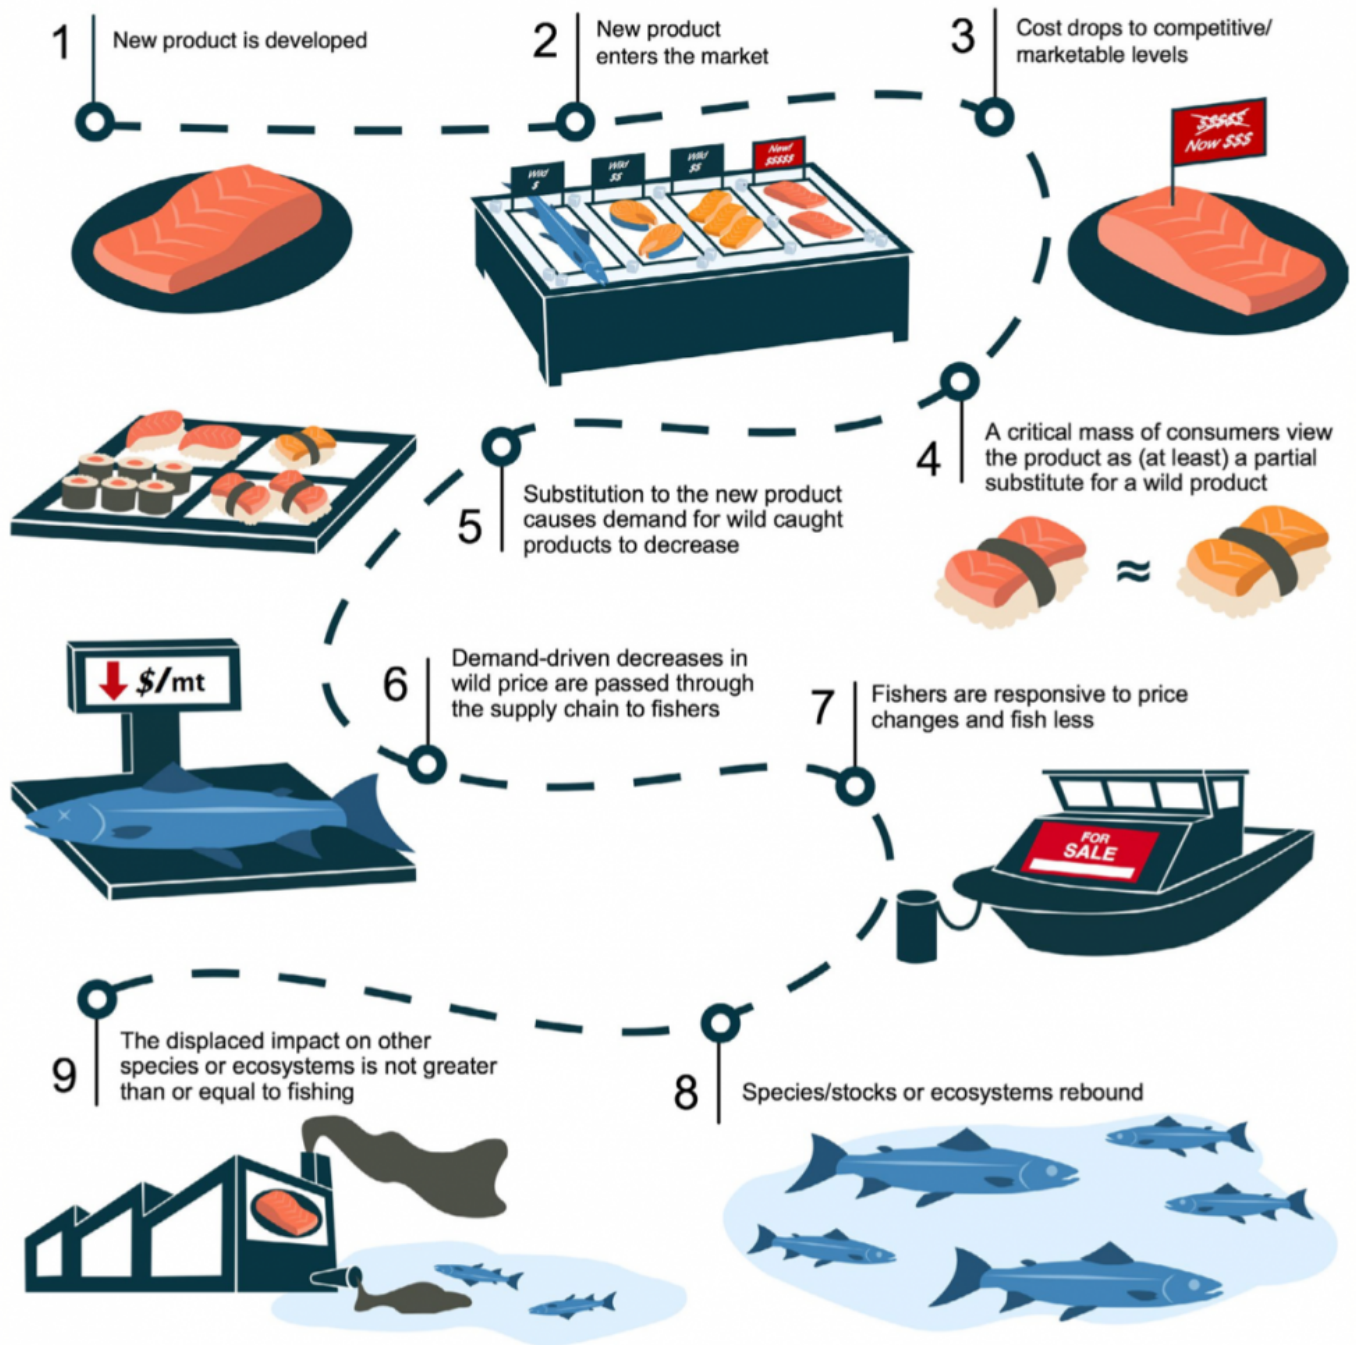 1
New product is developed
2
New product
enters the market
3
Cost drops to competitive/
marketable levels
Wild
$
Wild
$$
Wild
$$
New!
$$$$$
$$$$$
Now $$$
4
A critical mass of consumers view
the product as (at least) a partial
substitute for a wild product
≈
5
Substitution to the new product
causes demand for wild caught
products to decrease
6
Demand-driven decreases in
wild price are passed through
the supply chain to fishers
$/mt
7
Fishers are responsive to price
changes and fish less
FOR
SALE
8
Species/stocks or ecosystems rebound
9
The displaced impact on other
species or ecosystems is not greater
than or equal to fishing